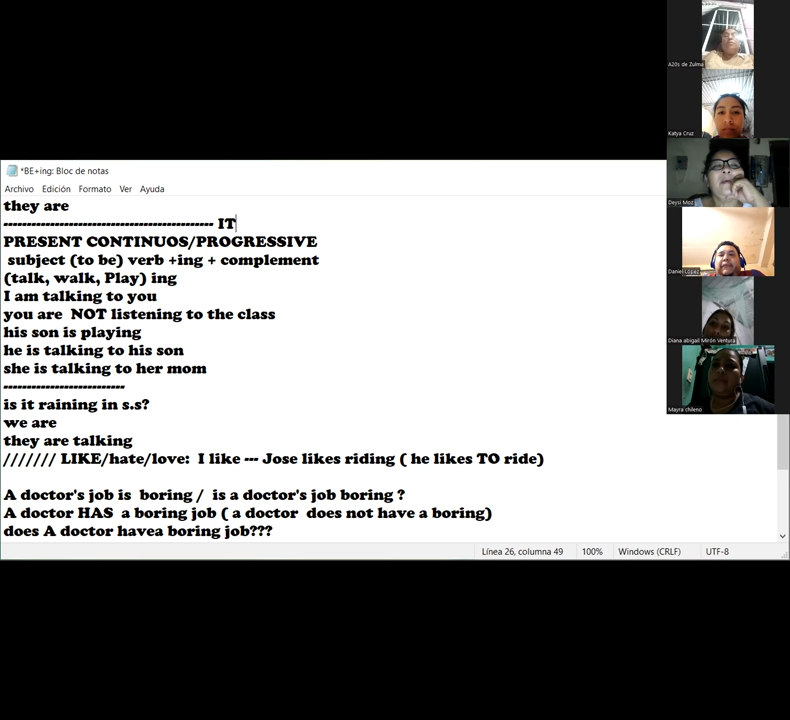 *BE+ing: Bloc de notas
Archivo Edición Formato Ver Ayuda
they are
--------------------------------------------- IT
PRESENT CONTINUOS/PROGRESSIVE
subject (to be) verb +ing + complement
(talk, walk, Play) ing
I am talking to you
you are NOT listening to the class
his son is playing
he is talking to his son
she is talking to her mom
--------------------------
is it raining in s.s?
we are
they are talking
/////// LIKE/hate/love: I like --- Jose likes riding ( he likes TO ride)
A doctor's job is boring / is a doctor's job boring ?
A doctor HAS a boring job ( a doctor does not have a boring)
does A doctor havea boring job???
Línea 26, columna 49 100% Windows (CRLF) UTF-8
A20s de Zulma
Katya Cruz
Deysi Moz
Daniel López
Diana abigail Mirón Ventura
Mayra chileno